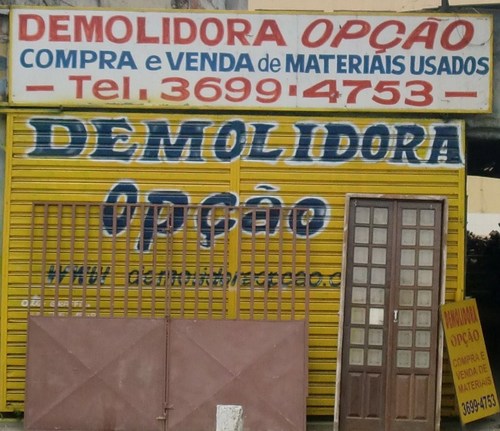 DEMOLIDORA OPÇÃO
COMPRA e VENDA de MATERIAIS USADOS
- Tel. 3699-4753 -
DEMOLIDORA
Opção
DEMOLIDORA
OPÇÃO
COMPRA E
VENDA DE
MATERIAIS
3699-4753